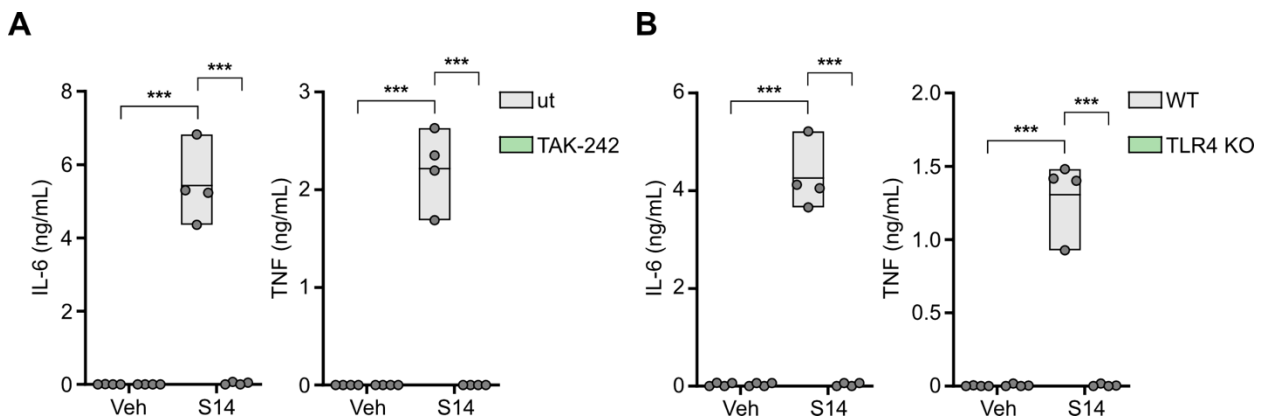 A
B
IL-6 (ng/mL)
8
6
4
2
0
***
***
Veh
S14
TNF (ng/mL)
3
2
1
0
***
***
Veh
S14
ut
TAK-242
IL-6 (ng/mL)
6
4
2
0
***
***
Veh
S14
TNF (ng/mL)
2.0
1.5
1.0
0.5
0
***
***
Veh
S14
WT
TLR4 KO